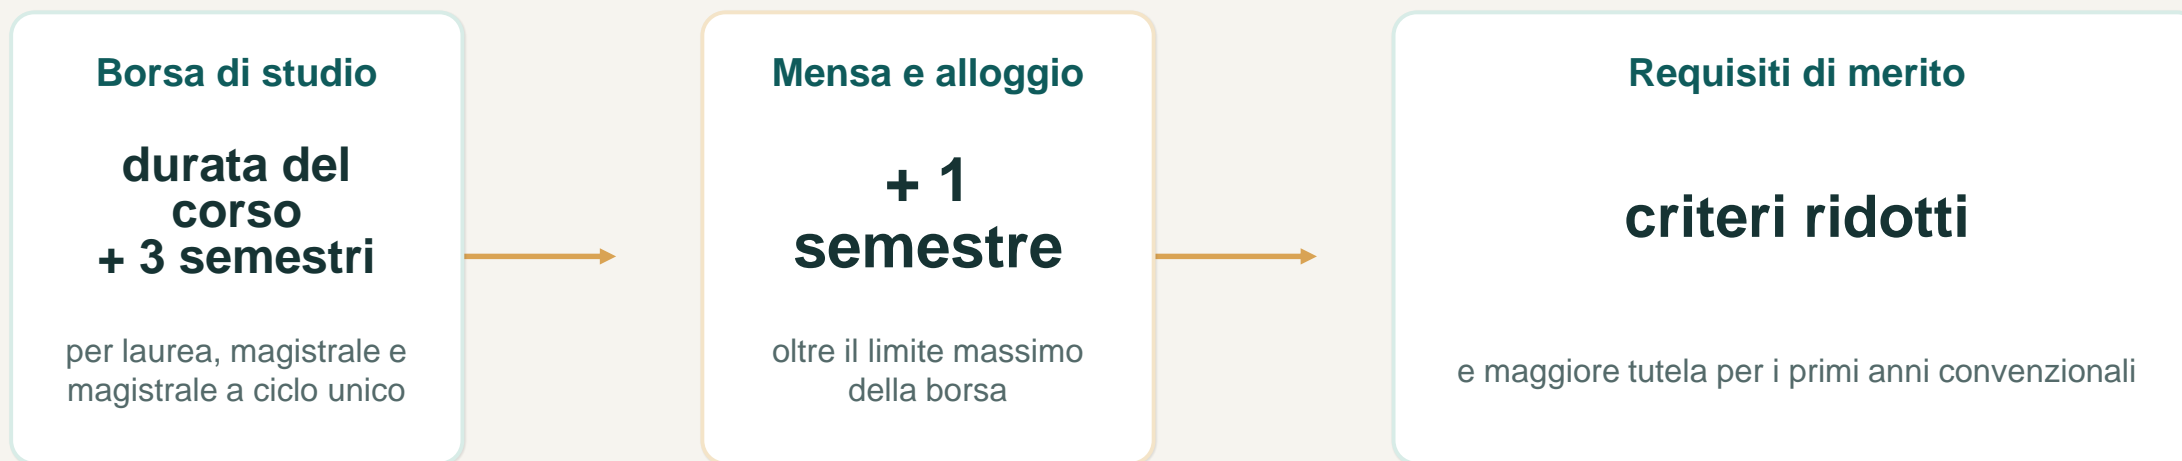 Borsa di studio
durata del
corso
+ 3 semestri
per laurea, magistrale e
magistrale a ciclo unico
Mensa e alloggio
+ 1
semestre
oltre il limite massimo
della borsa
Requisiti di merito
criteri ridotti
e maggiore tutela per i primi anni convenzionali